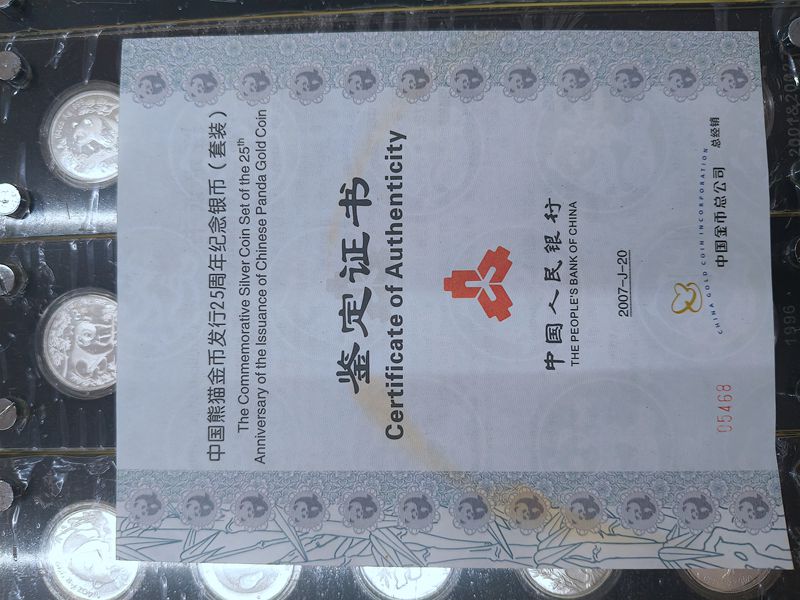 中国熊猫金币发行25周年纪念银币（套装）
The Commemorative Silver Coin Set of the 25th
Anniversary of the Issuance of Chinese Panda Gold Coin
鉴定证书
Certificate of Authenticity
中国人民银行
THE PEOPLE'S BANK OF CHINA
2007-J-20
CHINA GOLD COIN INCORPORATION
中国金币总公司 总经销
05468
1996
2001&2002